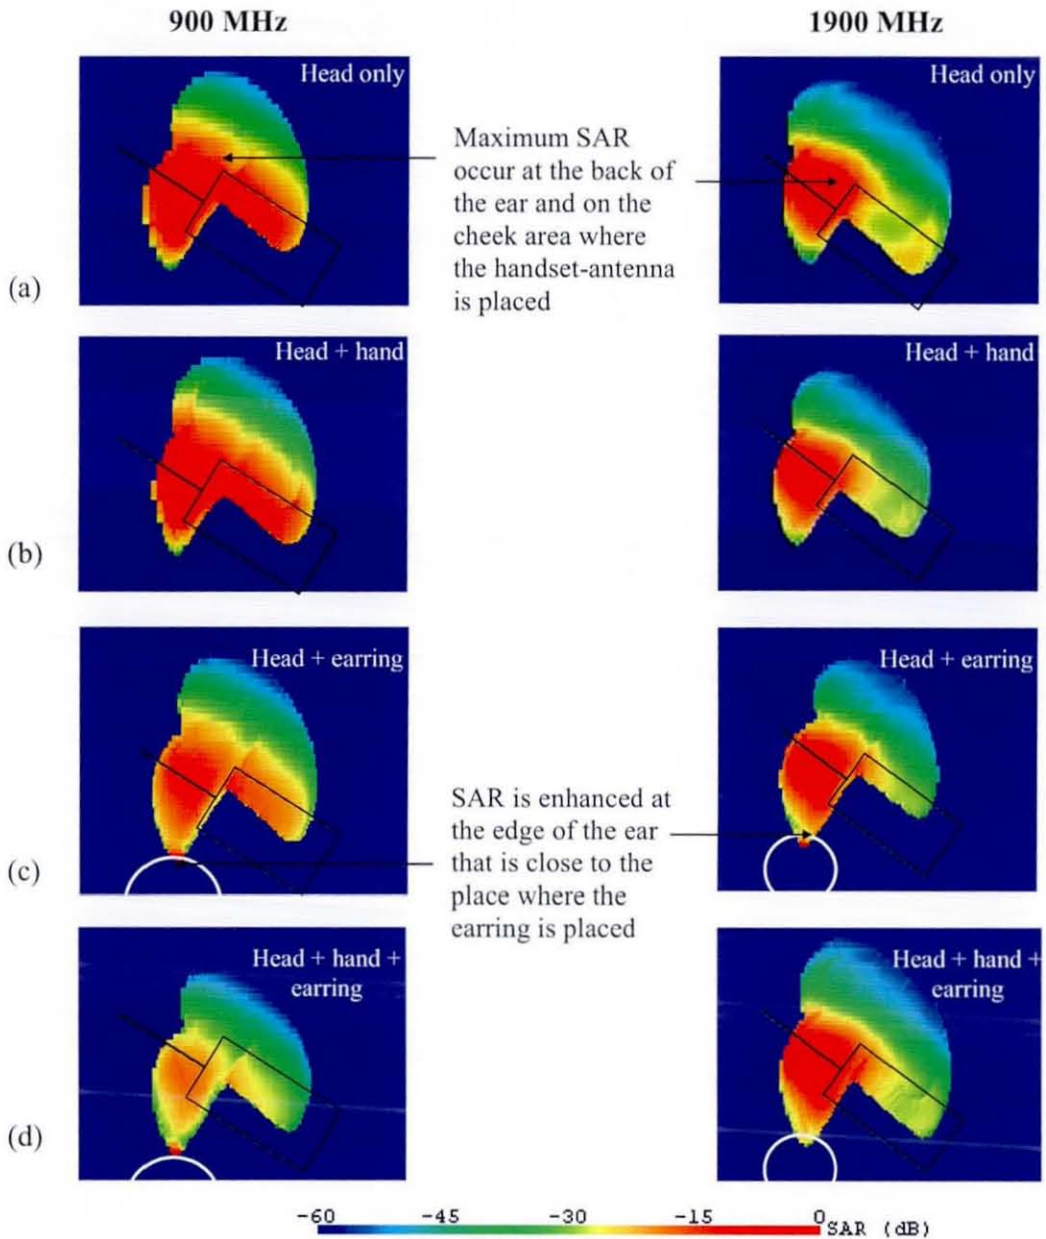 900 MHz
1900 MHz
Head only
Head only
Maximum SAR
occur at the back of
the ear and on the
cheek area where
the handset-antenna
is placed
(a)
Head + hand
Head + hand
(b)
Head + earring
Head + earring
SAR is enhanced at
the edge of the ear
that is close to the
place where the
earring is placed
(c)
Head + hand +
earring
Head + hand +
earring
(d)
-60 -45 -30 -15 0 SAR (dB)